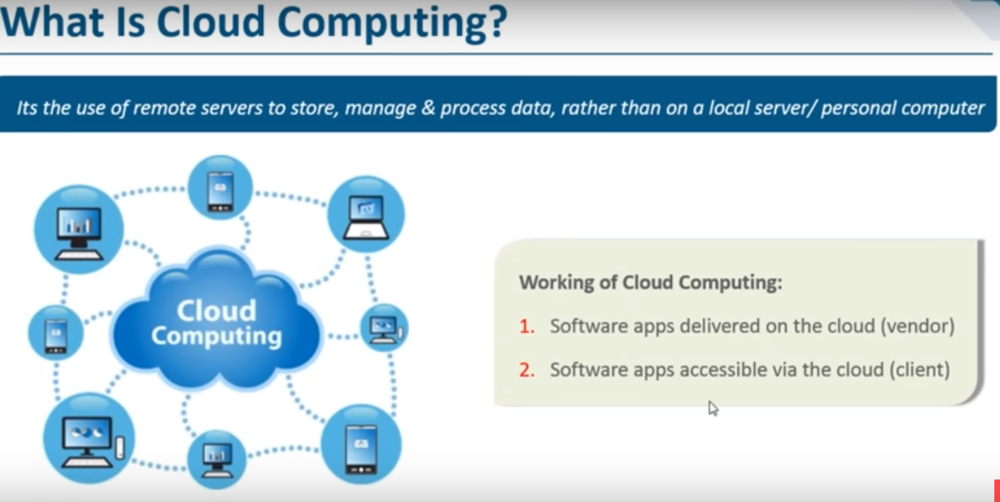 What Is Cloud Computing?
Its the use of remote servers to store, manage & process data, rather than on a local server/ personal computer
Cloud
Computing
Working of Cloud Computing:
1. Software apps delivered on the cloud (vendor)
2. Software apps accessible via the cloud (client)